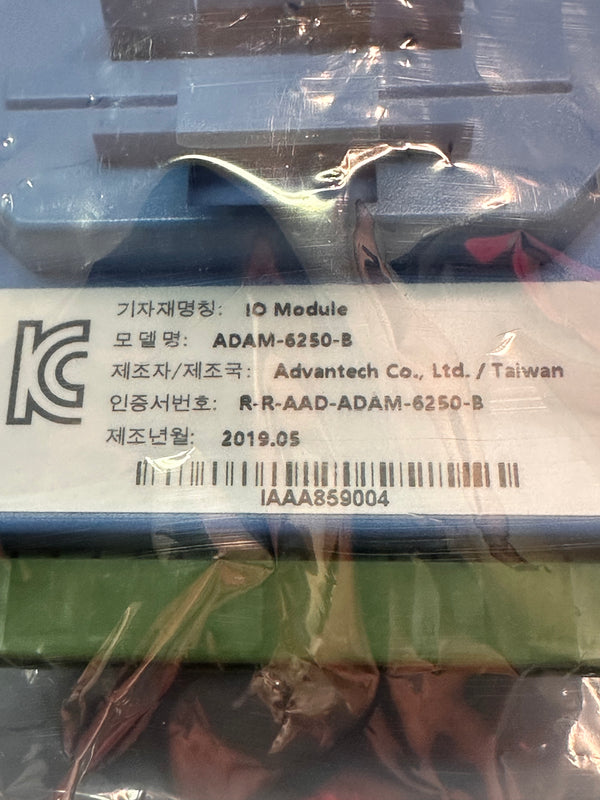 기자재명칭: IO Module
모델명: ADAM-6250-B
제조자/제조국: Advantech Co., Ltd. / Taiwan
인증서번호: R-R-AAD-ADAM-6250-B
제조년월: 2019.05
IAAA859004